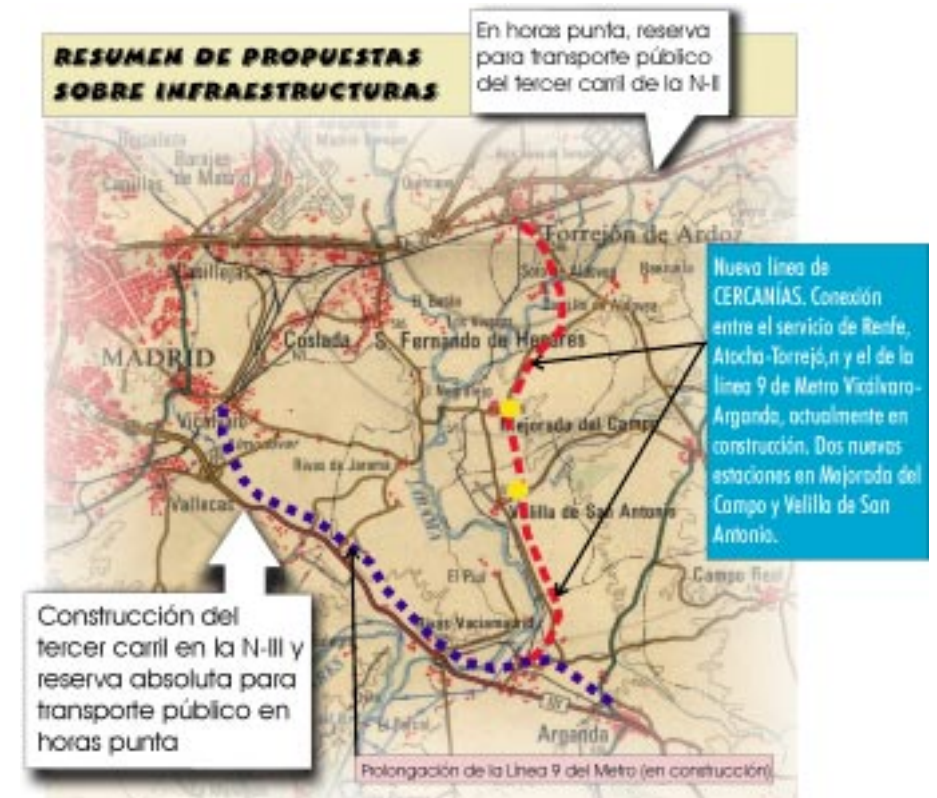 RESUMEN DE PROPUESTAS
SOBRE INFRAESTRUCTURAS
En horas punta, reserva
para transporte público
del tercer carril de la N-II
Barajas
Canillas de Madrid
Torrejón de Ardoz
Canillejas
Nueva línea de
CERCANÍAS. Conexión
entre el servicio de Renfe,
Atocha-Torrejó,n y el de la
línea 9 de Metro Vicálvaro-
Arganda, actualmente en
construcción. Dos nuevas
estaciones en Mejorada del
Campo y Velilla de San
Antonio.
MADRID
Coslada
S. Fernando de Henares
Vicálvaro
Mejorada del Campo
Rivas de Jarama
Vallecas
Velilla de San Antonio
JARAMA
El Piul
Campo Real
Rivas-Vaciamadrid
Construcción del
tercer carril en la N-III y
reserva absoluta para
transporte público en
horas punta
Arganda
Prolongación de la Línea 9 del Metro (en construcción)